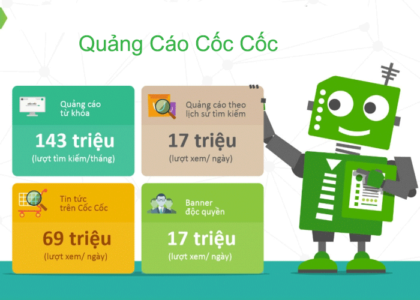 Quảng Cáo Cốc Cốc
Quảng cáo
từ khóa
143 triệu
(lượt tìm kiếm/tháng)
Quảng cáo theo
lịch sử tìm kiếm
17 triệu
(lượt xem/ ngày)
Tin tức
trên Cốc Cốc
69 triệu
(lượt xem/ ngày)
Banner
độc quyền
17 triệu
(lượt xem/ ngày)